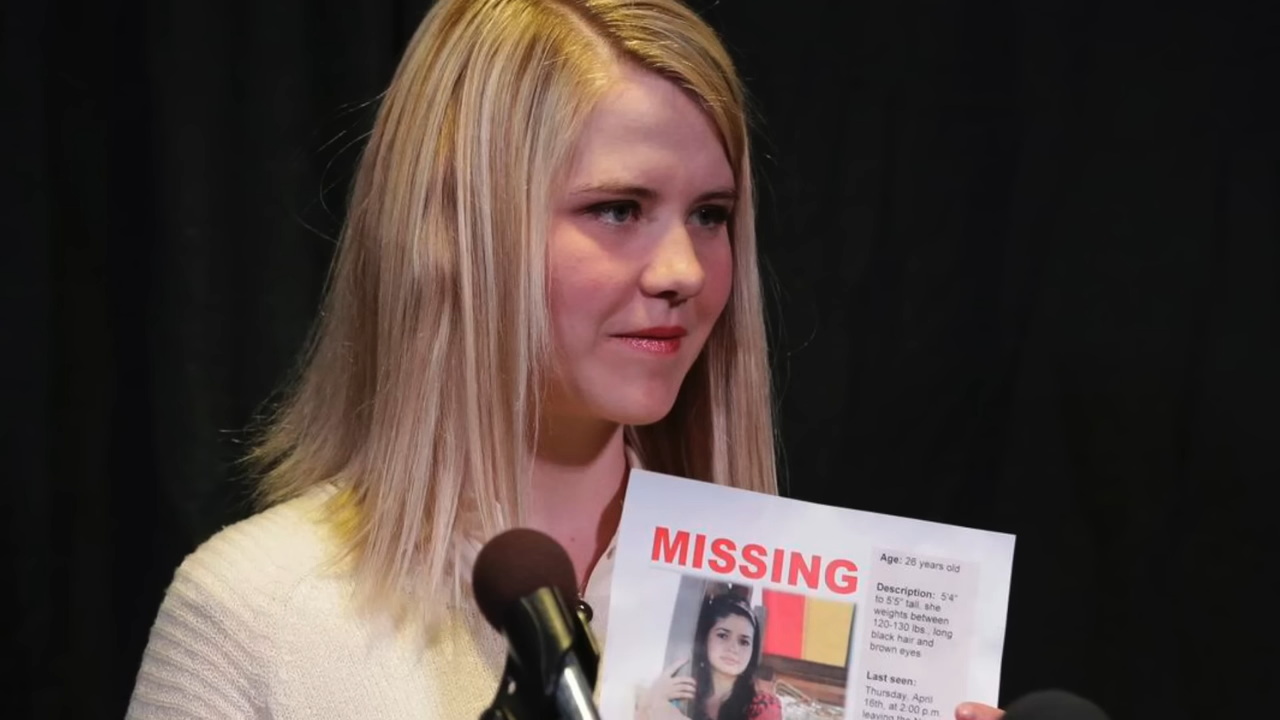 MISSING
Age: 26 years old
Description: 5'4"
to 5'5" tall, she
weights between
120-130 lbs., long
black hair and
brown eyes
Last seen:
Thursday, April
16th, at 2:00 p.m.
leaving the